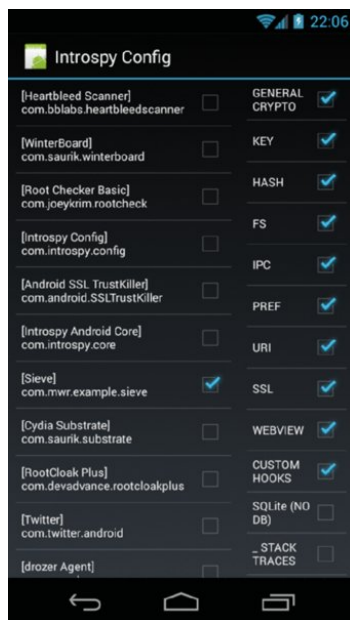 22:06
Introspy Config
[Heartbleed Scanner]
com.bblabs.heartbleedscanner
[WinterBoard]
com.saurik.winterboard
[Root Checker Basic]
com.joeykrim.rootcheck
[Introspy Config]
com.introspy.config
[Android SSL TrustKiller]
com.android.SSLTrustKiller
[Introspy Android Core]
com.introspy.core
[Sieve]
com.mwr.example.sieve
[Cydia Substrate]
com.saurik.substrate
[RootCloak Plus]
com.devadvance.rootcloakplus
[Twitter]
com.twitter.android
[drozer Agent]
GENERAL
CRYPTO
KEY
HASH
FS
IPC
PREF
URI
SSL
WEBVIEW
CUSTOM
HOOKS
SQLite (NO
DB)
_ STACK
TRACES